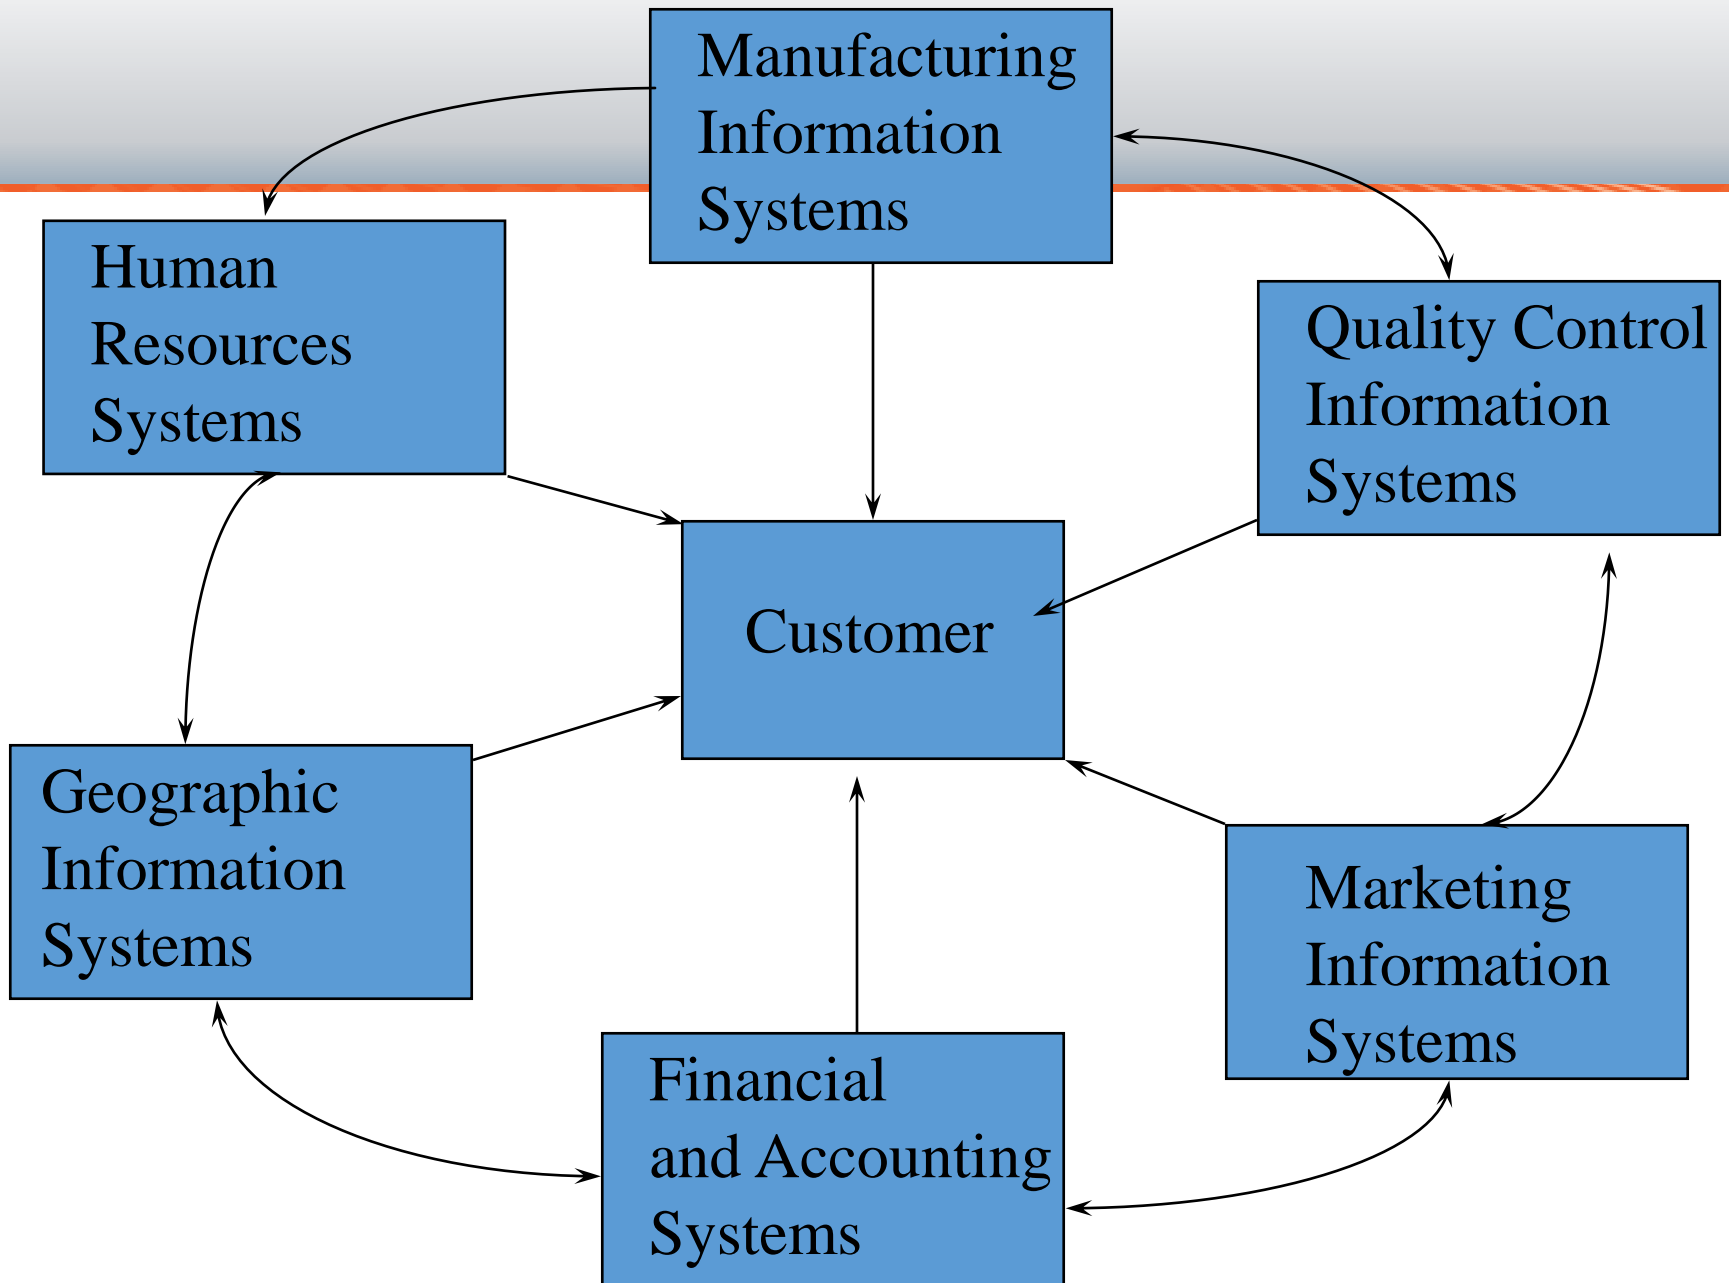 Manufacturing
Information
Systems
Human
Resources
Systems
Quality Control
Information
Systems
Customer
Geographic
Information
Systems
Marketing
Information
Systems
Financial
and Accounting
Systems